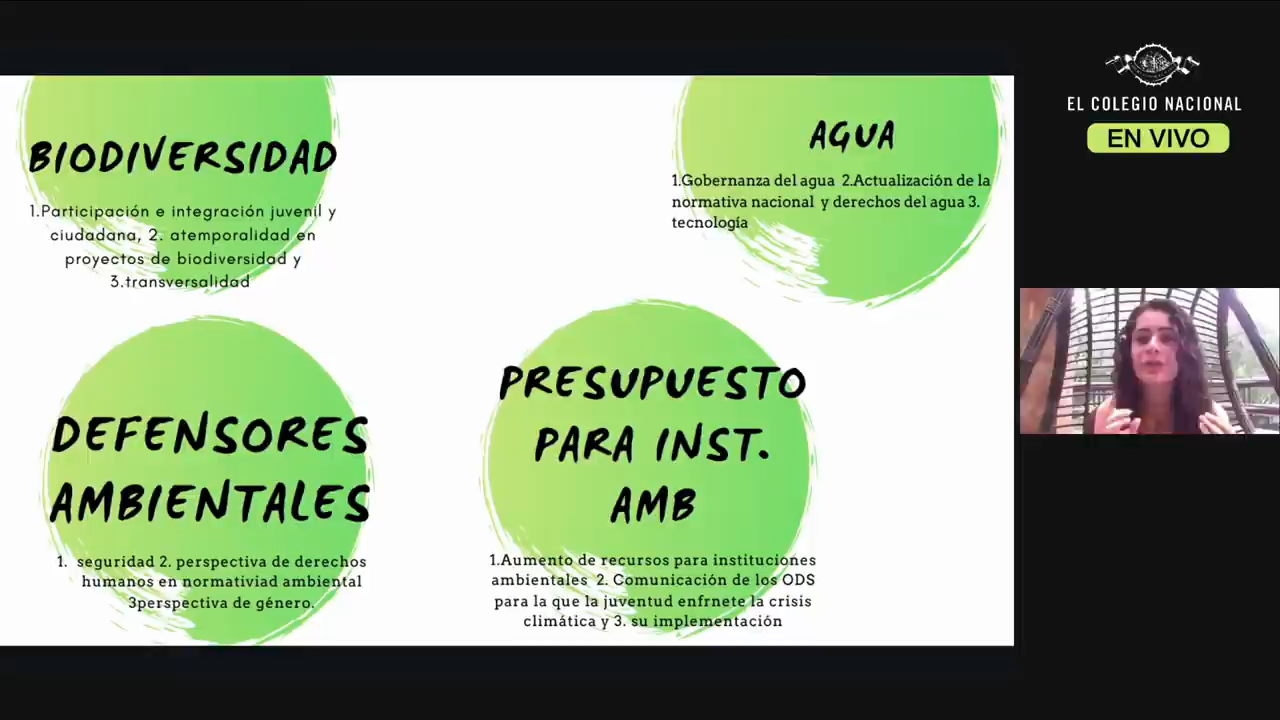 BIODIVERSIDAD
1.Participación e integración juvenil y
ciudadana, 2. atemporalidad en
proyectos de biodiversidad y
3.transversalidad
AGUA
1.Gobernanza del agua 2.Actualización de la
normativa nacional y derechos del agua 3.
tecnología
DEFENSORES
AMBIENTALES
1. seguridad 2. perspectiva de derechos
humanos en normativiad ambiental
3perspectiva de género.
PRESUPUESTO
PARA INST.
AMB
1.Aumento de recursos para instituciones
ambientales 2. Comunicación de los ODS
para la que la juventud enfrnete la crisis
climática y 3. su implementación
EL COLEGIO NACIONAL
EN VIVO